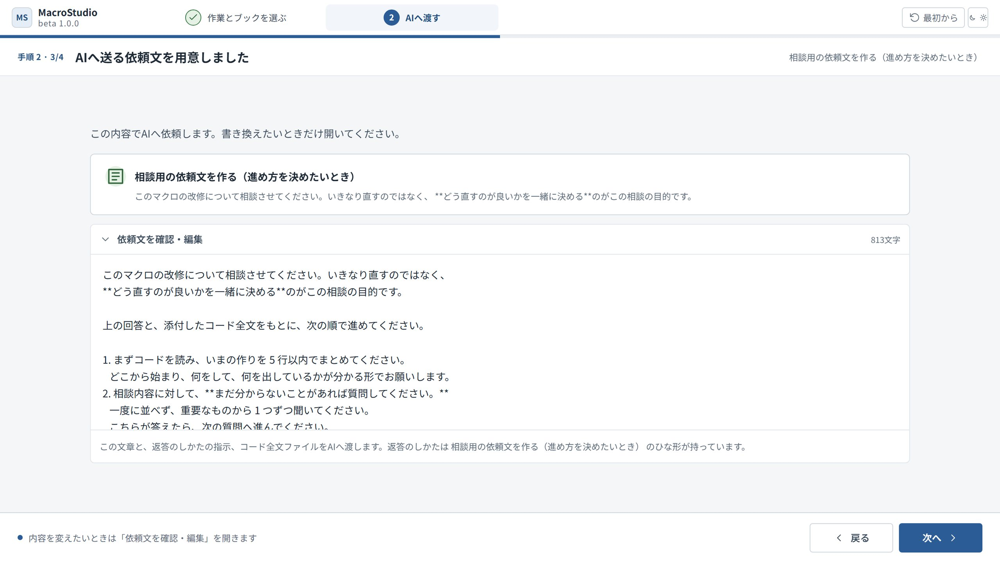 MS
MacroStudio
beta 1.0.0
作業とブックを選ぶ
2
AIへ渡す
最初から
手順 2・3/4
AIへ送る依頼文を用意しました
相談用の依頼文を作る（進め方を決めたいとき）
この内容でAIへ依頼します。書き換えたいときだけ開いてください。
相談用の依頼文を作る（進め方を決めたいとき）
このマクロの改修について相談させてください。いきなり直すのではなく、 **どう直すのが良いかを一緒に決める**のがこの相談の目的です。
依頼文を確認・編集
813文字
このマクロの改修について相談させてください。いきなり直すのではなく、
**どう直すのが良いかを一緒に決める**のがこの相談の目的です。
上の回答と、添付したコード全文をもとに、次の順で進めてください。
1. まずコードを読み、いまの作りを 5 行以内でまとめてください。
どこから始まり、何をして、何を出しているかが分かる形でお願いします。
2. 相談内容に対して、**まだ分からないことがあれば質問してください。**
一度に並べず、重要なものから 1 つずつ聞いてください。
こちらが答えたら、次の質問へ進んでください。
この文章と、返答のしかたの指示、コード全文ファイルをAIへ渡します。返答のしかたは 相談用の依頼文を作る（進め方を決めたいとき） のひな形が持っています。
内容を変えたいときは「依頼文を確認・編集」を開きます
戻る
次へ